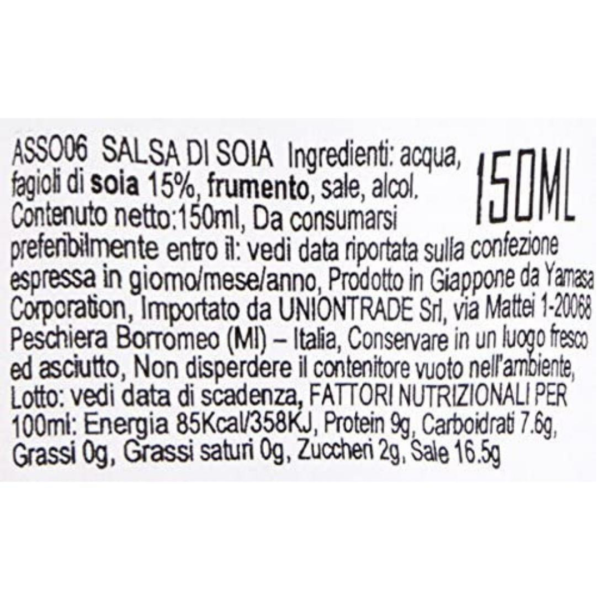 ASSO06 SALSA DI SOIA Ingredienti: acqua,
fagioli di soia 15%, frumento, sale, alcol.
150ML
Contenuto netto:150ml, Da consumarsi
preferibilmente entro il: vedi data riportata sulla confezione
espressa in giorno/mese/anno, Prodotto in Giappone da Yamasa
Corporation, Importato da UNIONTRADE Srl, via Mattei 1-20068
Peschiera Borromeo (MI) – Italia, Conservare in un luogo fresco
ed asciutto, Non disperdere il contenitore vuoto nell'ambiente,
Lotto: vedi data di scadenza, FATTORI NUTRIZIONALI PER
100ml: Energia 85Kcal/358KJ, Protein 9g, Carboidrati 7.6g,
Grassi 0g, Grassi saturi 0g, Zuccheri 2g, Sale 16.5g